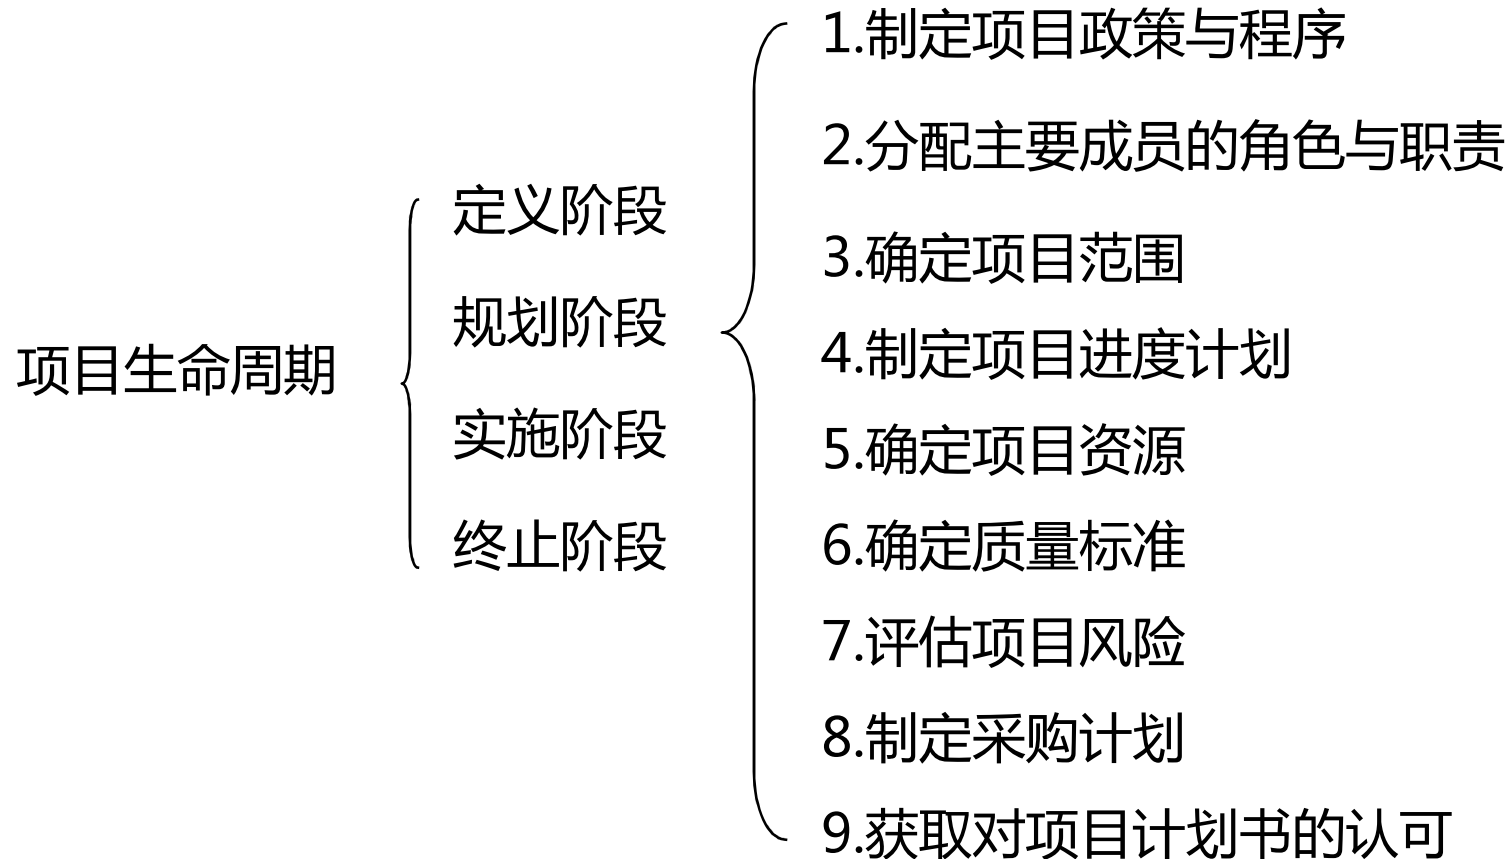 项目生命周期
定义阶段
规划阶段
实施阶段
终止阶段
1.制定项目政策与程序
2.分配主要成员的角色与职责
3.确定项目范围
4.制定项目进度计划
5.确定项目资源
6.确定质量标准
7.评估项目风险
8.制定采购计划
9.获取对项目计划书的认可